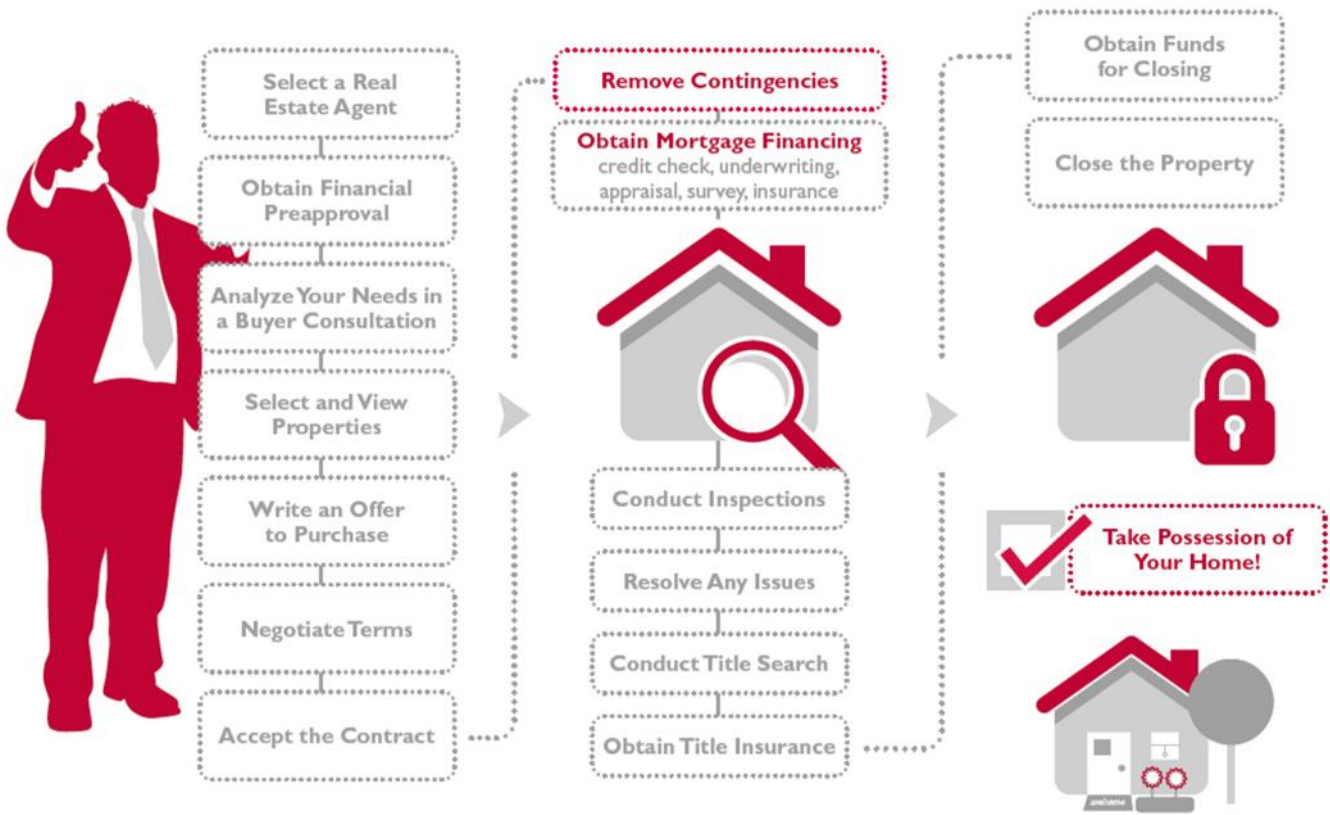 Select a Real
Estate Agent
Obtain Financial
Preapproval
Analyze Your Needs in
a Buyer Consultation
Select and View
Properties
Write an Offer
to Purchase
Negotiate Terms
Accept the Contract
Remove Contingencies
Obtain Mortgage Financing
credit check, underwriting,
appraisal, survey, insurance
Conduct Inspections
Resolve Any Issues
Conduct Title Search
Obtain Title Insurance
Obtain Funds
for Closing
Close the Property
Take Possession of
Your Home!
welcome